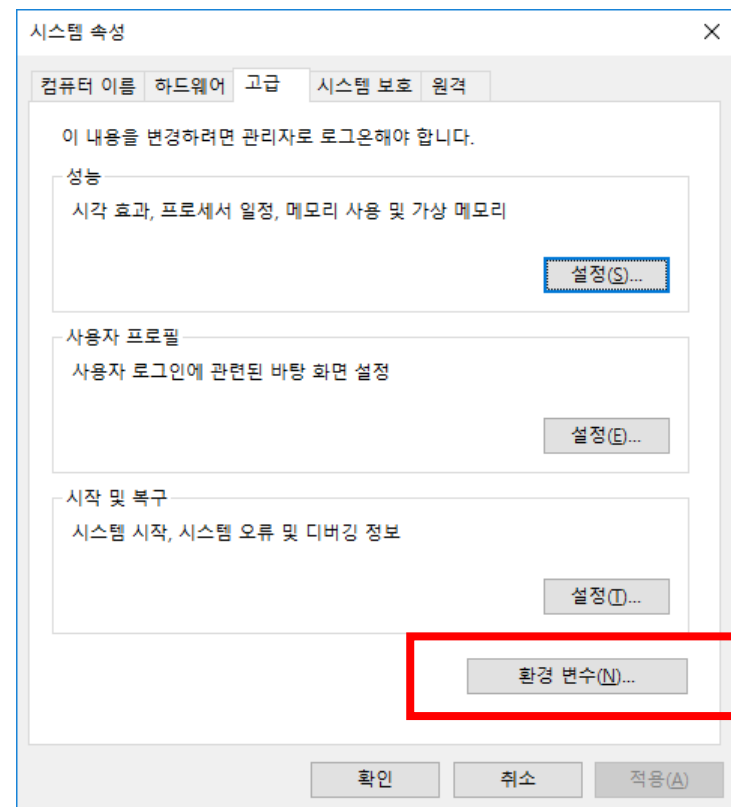 시스템 속성
컴퓨터 이름 하드웨어 고급 시스템 보호 원격
이 내용을 변경하려면 관리자로 로그온해야 합니다.
성능
시각 효과, 프로세서 일정, 메모리 사용 및 가상 메모리
설정(S)...
사용자 프로필
사용자 로그인에 관련된 바탕 화면 설정
설정(E)...
시작 및 복구
시스템 시작, 시스템 오류 및 디버깅 정보
설정(T)...
환경 변수(N)...
확인 취소 적용(A)